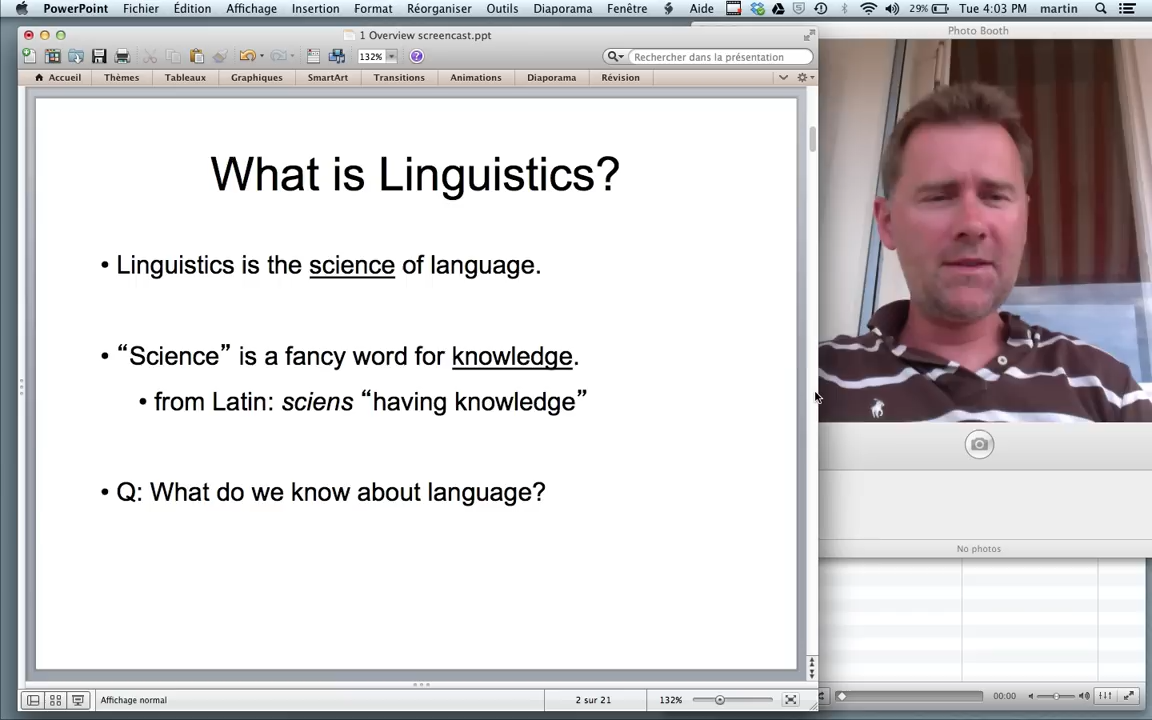 PowerPoint Fichier Édition Affichage Insertion Format Réorganiser Outils Diaporama Fenêtre Aide 29% Tue 4:03 PM martin
Photo Booth
1 Overview screencast.ppt
132% Rechercher dans la présentation
Accueil Thèmes Tableaux Graphiques SmartArt Transitions Animations Diaporama Révision
What is Linguistics?
• Linguistics is the science of language.
• “Science” is a fancy word for knowledge.
• from Latin: sciens “having knowledge”
• Q: What do we know about language?
No photos
Affichage normal 2 sur 21 132% 00:00